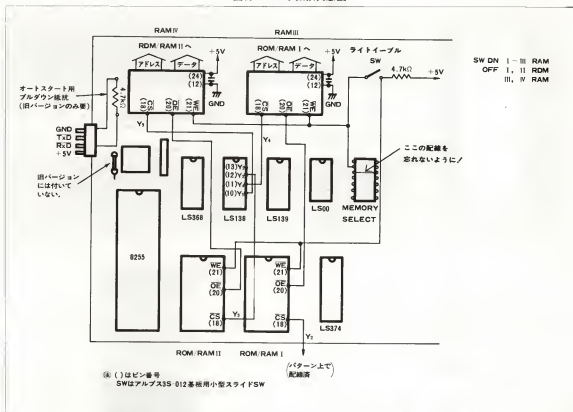 RAMⅣ
RAMⅢ
RDM/RAMⅡへ
アドレス
データ
+5V
(24)
(12)
GND
CS
(18)
OE
(20)
WE
(21)
Y₅
ROM/RAMⅠへ
アドレス
データ
+5V
(24)
(12)
GND
CS
(18)
OE
(20)
WE
(21)
Y₄
ライトイーブル
SW
4.7kΩ
+5V
SW ON Ⅰ-Ⅲ RAM
OFF Ⅰ, Ⅱ RDM
Ⅲ, Ⅳ RAM
オートスタート用
プルダウン抵抗
(旧バージョンのみ要)
4.7kΩ
GND
TxD
RxD
+5V
旧バージョン
には付いて
いない.
LS368
(13)Y₂
(12)Y₃
(11)Y₄
(10)Y₅
LS138
LS139
LS00
MEMORY
SELECT
ここの配線を
忘れないように!
8255
WE
(21)
OE
(20)
CS
(18)
Y₃
ROM/RAMⅡ
WE
(21)
OE
(20)
CS
(18)
Y₂
ROM/RAMⅠ
LS374
(パターン上で
配線済)
( )はピン番号
SWはアルプス3S-012基板用小型スライドSW